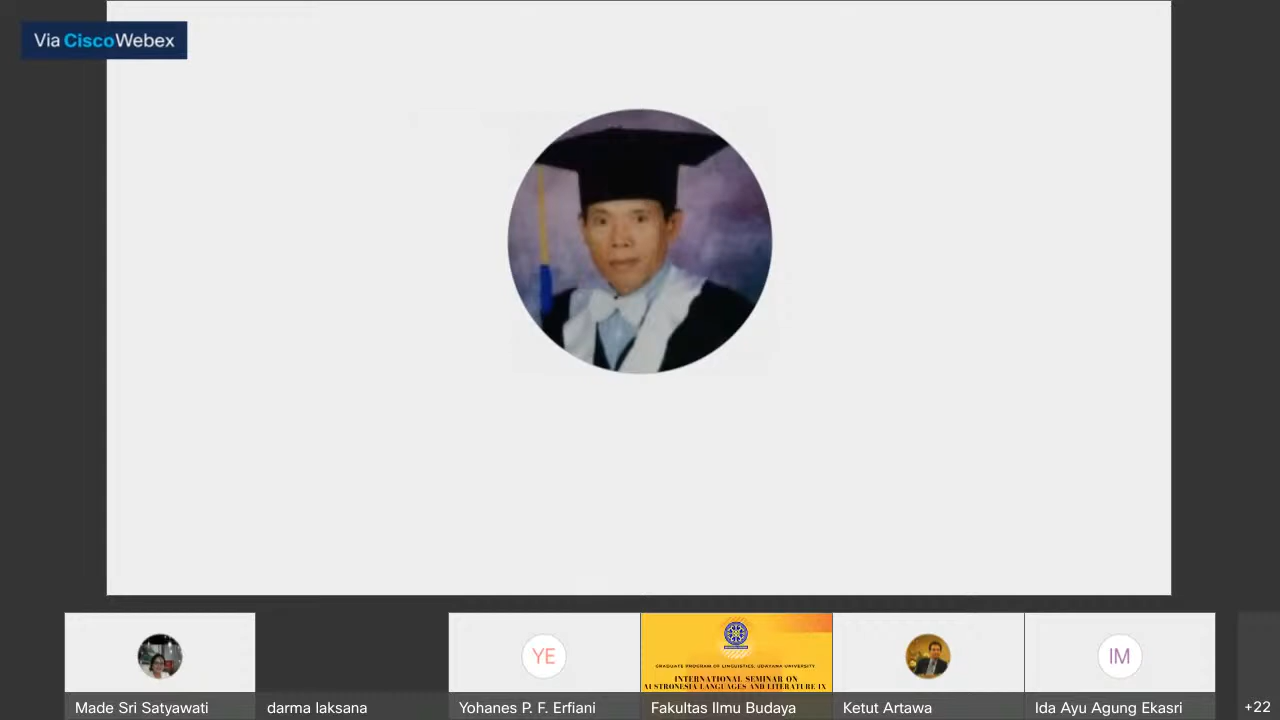 Via CiscoWebex
YE
GRADUATE PROGRAM OF LINGUISTICS, UDAYANA UNIVERSITY
INTERNATIONAL SEMINAR ON
AUSTRONESIA LANGUAGES AND LITERATURE IX
IM
Made Sri Satyawati
darma laksana
Yohanes P. F. Erfiani
Fakultas Ilmu Budaya
Ketut Artawa
Ida Ayu Agung Ekasri
+22